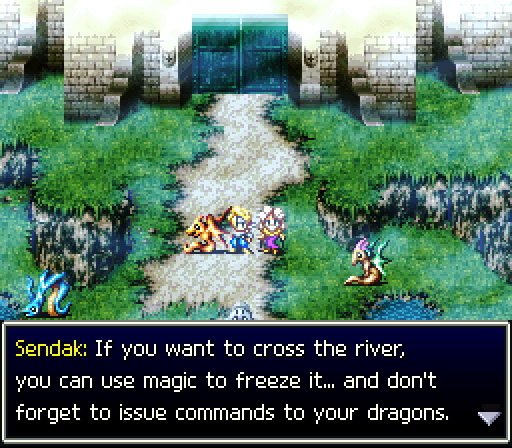 Sendak: If you want to cross the river,
you can use magic to freeze it... and don't
forget to issue commands to your dragons.